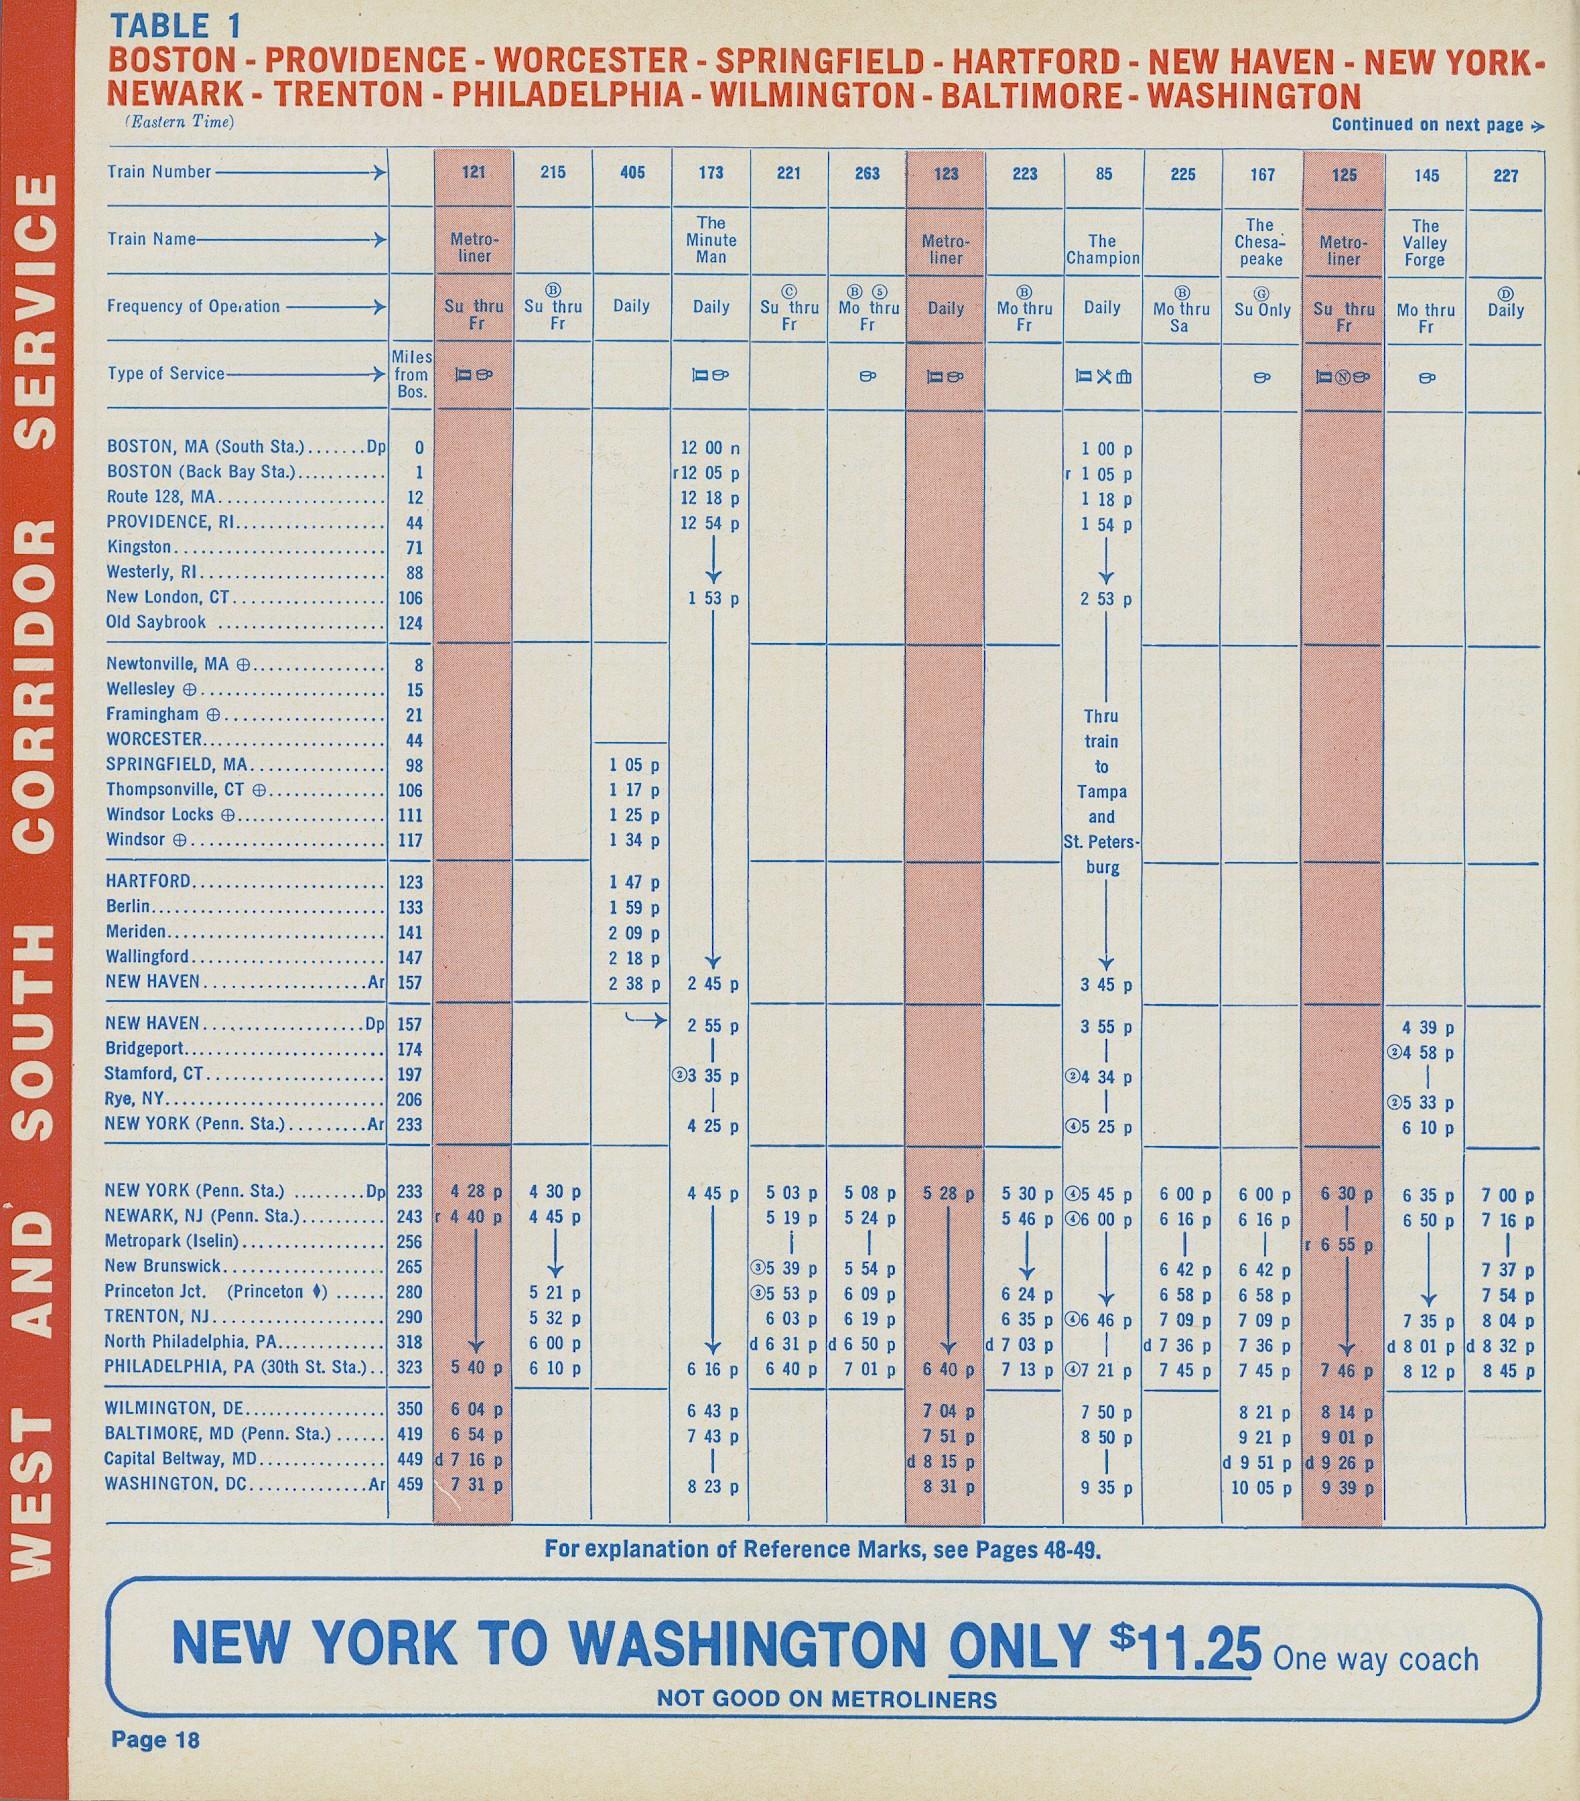 WEST AND SOUTH CORRIDOR SERVICE
TABLE 1
BOSTON - PROVIDENCE - WORCESTER - SPRINGFIELD - HARTFORD - NEW HAVEN - NEW YORK-
NEWARK - TRENTON - PHILADELPHIA - WILMINGTON - BALTIMORE - WASHINGTON
(Eastern Time)
Continued on next page
Train Number 121 215 405 173 221 263 123 223 85 225 167 125 145 227
Train Name Metro-liner The Minute Man Metro-liner The Champion The Chesa-peake Metro-liner The Valley Forge
Frequency of Operation Su thru Fr Ⓑ Su thru Fr Daily Daily Ⓒ Su thru Fr Ⓑ ⑤ Mo thru Fr Daily Ⓑ Mo thru Fr Daily Ⓑ Mo thru Sa Ⓖ Su Only Su thru Fr Mo thru Fr Ⓓ Daily
Type of Service Miles from Bos. Ⓝ
BOSTON, MA (South Sta.).......Dp 0 12 00 n 1 00 p
BOSTON (Back Bay Sta.)........... 1 r12 05 p r 1 05 p
Route 128, MA.................... 12 12 18 p 1 18 p
PROVIDENCE, RI.................. 44 12 54 p 1 54 p
Kingston......................... 71
Westerly, RI...................... 88
New London, CT.................. 106 1 53 p 2 53 p
Old Saybrook .................... 124
Newtonville, MA ⊕................ 8
Wellesley ⊕...................... 15
Framingham ⊕.................... 21 Thru
WORCESTER...................... 44 train
SPRINGFIELD, MA................ 98 1 05 p to
Thompsonville, CT ⊕.............. 106 1 17 p Tampa
Windsor Locks ⊕.................. 111 1 25 p and
Windsor ⊕....................... 117 1 34 p St. Peters-
burg
HARTFORD....................... 123 1 47 p
Berlin............................ 133 1 59 p
Meriden.......................... 141 2 09 p
Wallingford....................... 147 2 18 p
NEW HAVEN....................Ar 157 2 38 p 2 45 p 3 45 p
NEW HAVEN....................Dp 157 2 55 p 3 55 p 4 39 p
Bridgeport........................ 174 ②4 58 p
Stamford, CT..................... 197 ②3 35 p ②4 34 p
Rye, NY.......................... 206 ②5 33 p
NEW YORK (Penn. Sta.).........Ar 233 4 25 p ④5 25 p 6 10 p
NEW YORK (Penn. Sta.) .........Dp 233 4 28 p 4 30 p 4 45 p 5 03 p 5 08 p 5 28 p 5 30 p ④5 45 p 6 00 p 6 00 p 6 30 p 6 35 p 7 00 p
NEWARK, NJ (Penn. Sta.).......... 243 r 4 40 p 4 45 p 5 19 p 5 24 p 5 46 p ④6 00 p 6 16 p 6 16 p 6 50 p 7 16 p
Metropark (Iselin)................. 256 r 6 55 p
New Brunswick................... 265 ③5 39 p 5 54 p 6 42 p 6 42 p 7 37 p
Princeton Jct. (Princeton ♦) ...... 280 5 21 p ③5 53 p 6 09 p 6 24 p 6 58 p 6 58 p 7 54 p
TRENTON, NJ..................... 290 5 32 p 6 03 p 6 19 p 6 35 p ④6 46 p 7 09 p 7 09 p 7 35 p 8 04 p
North Philadelphia, PA............. 318 6 00 p d 6 31 p d 6 50 p d 7 03 p d 7 36 p 7 36 p d 8 01 p d 8 32 p
PHILADELPHIA, PA (30th St. Sta.).. 323 5 40 p 6 10 p 6 16 p 6 40 p 7 01 p 6 40 p 7 13 p ④7 21 p 7 45 p 7 45 p 7 46 p 8 12 p 8 45 p
WILMINGTON, DE................. 350 6 04 p 6 43 p 7 04 p 7 50 p 8 21 p 8 14 p
BALTIMORE, MD (Penn. Sta.) ...... 419 6 54 p 7 43 p 7 51 p 8 50 p 9 21 p 9 01 p
Capital Beltway, MD............... 449 d 7 16 p d 8 15 p d 9 51 p d 9 26 p
WASHINGTON, DC..............Ar 459 7 31 p 8 23 p 8 31 p 9 35 p 10 05 p 9 39 p
For explanation of Reference Marks, see Pages 48-49.
NEW YORK TO WASHINGTON ONLY $11.25 One way coach
NOT GOOD ON METROLINERS
Page 18